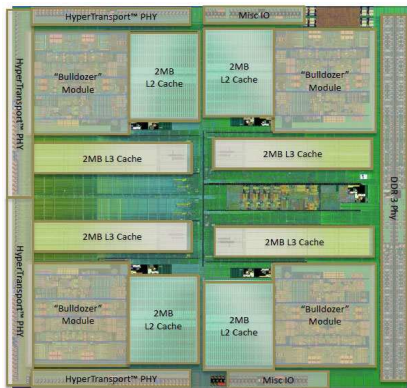 HyperTransport™ PHY
Misc IO
HyperTransport™ PHY
"Bulldozer"
Module
2MB
L2 Cache
2MB
L2 Cache
"Bulldozer"
Module
2MB L3 Cache
2MB L3 Cache
DDR 3 Phy
2MB L3 Cache
2MB L3 Cache
HyperTransport™ PHY
"Bulldozer"
Module
2MB
L2 Cache
2MB
L2 Cache
"Bulldozer"
Module
HyperTransport™ PHY
Misc IO